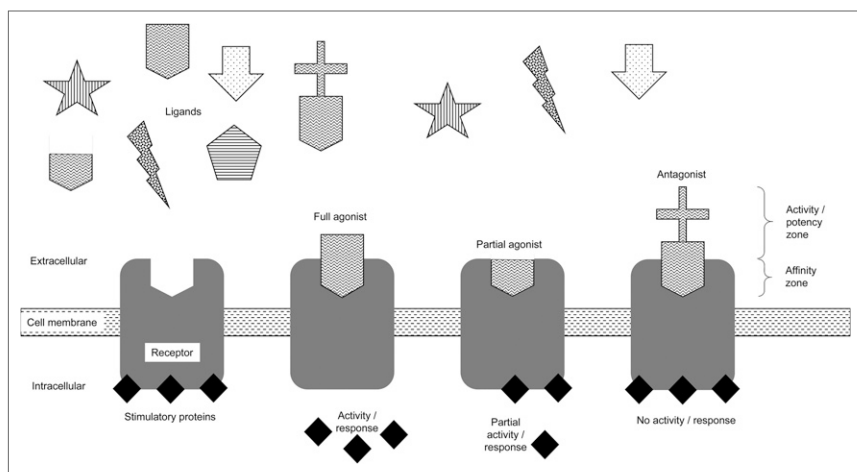 Ligands
Antagonist
Full agonist
Partial agonist
Activity /
potency
zone
Extracellular
Affinity
zone
Cell membrane
Receptor
Intracellular
Stimulatory proteins
Activity /
response
Partial
activity /
response
No activity / response